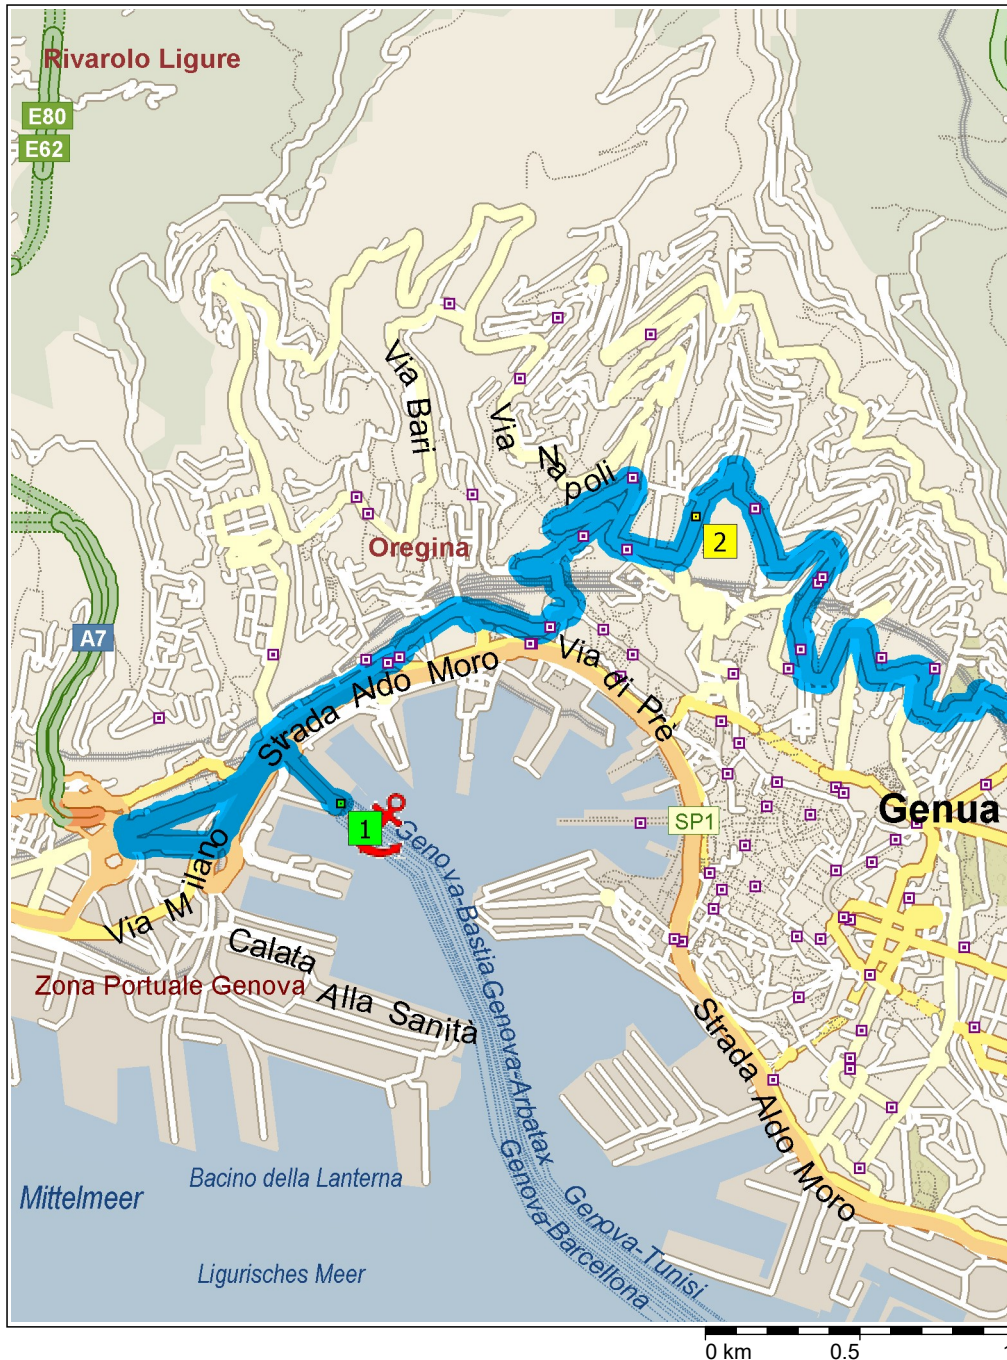 Rivarolo Ligure
E80
E62
Via Bari
Via Napoli
Oregina
2
A7
Strada Aldo Moro
Via di Prè
1
SP1
Genua
Via Milano
Genova-Bastia
Genova-Arbatax
Calata
Alla Sanità
Zona Portuale Genova
Strada Aldo Moro
Bacino della Lanterna
Mittelmeer
Genova-Barcellona
Genova-Tunisi
Ligurisches Meer
0 km 0.5 1